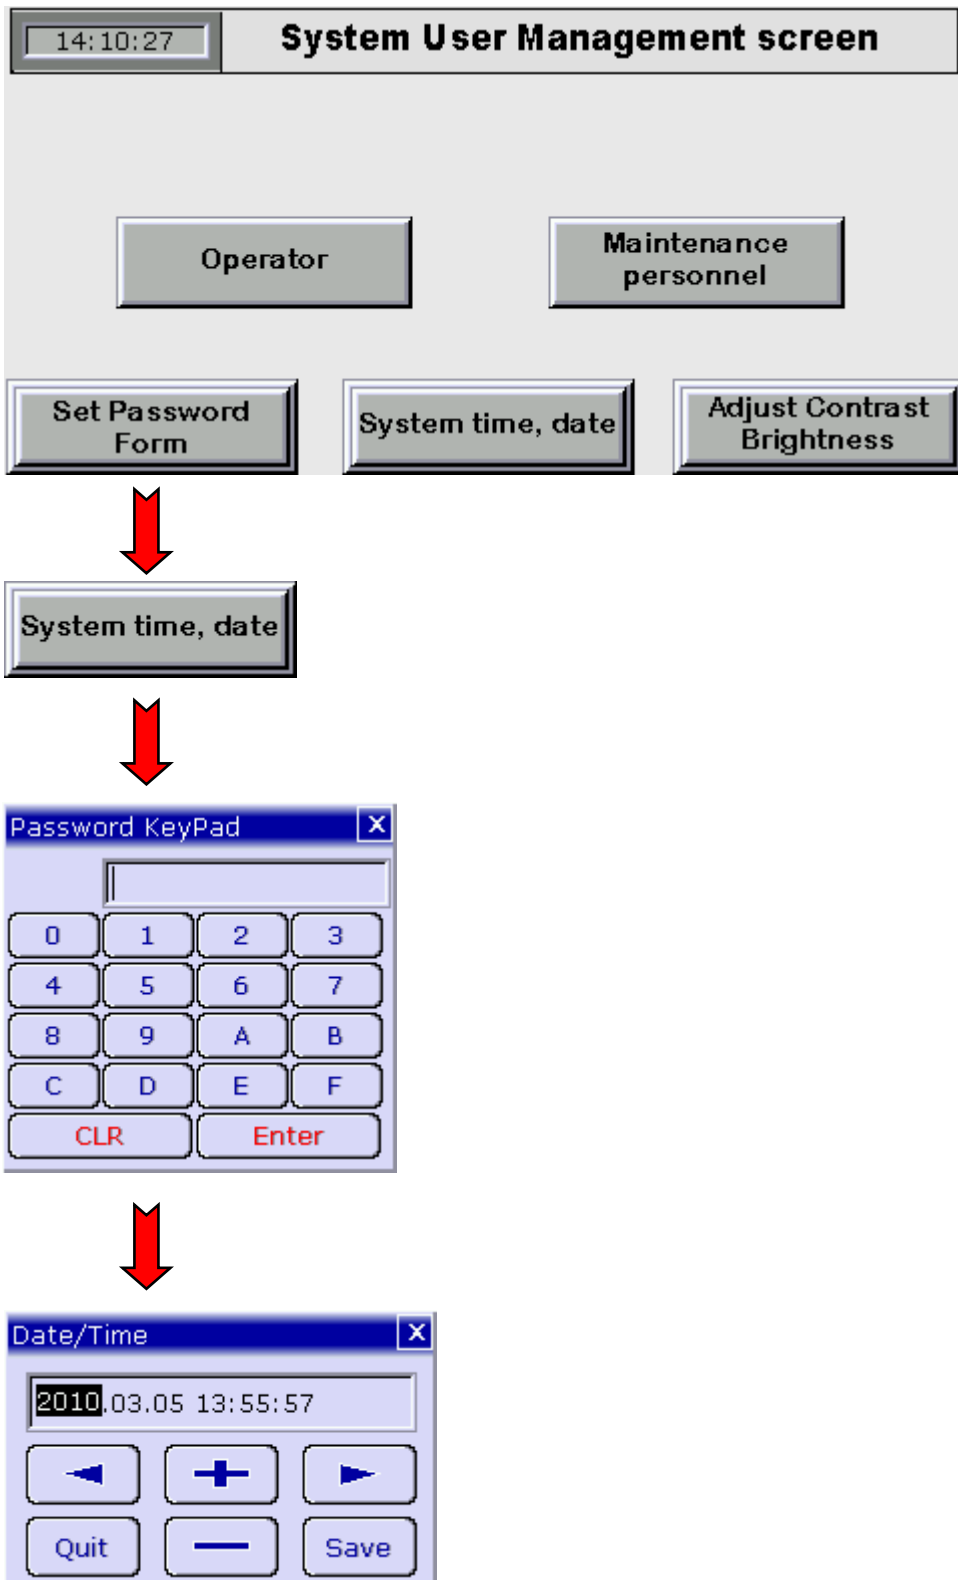 14:10:27 System User Management screen
Operator
Maintenance
personnel
Set Password
Form
System time, date
Adjust Contrast
Brightness
System time, date
Password KeyPad X
0 1 2 3
4 5 6 7
8 9 A B
C D E F
CLR Enter
Date/Time X
2010.03.05 13:55:57
Quit Save